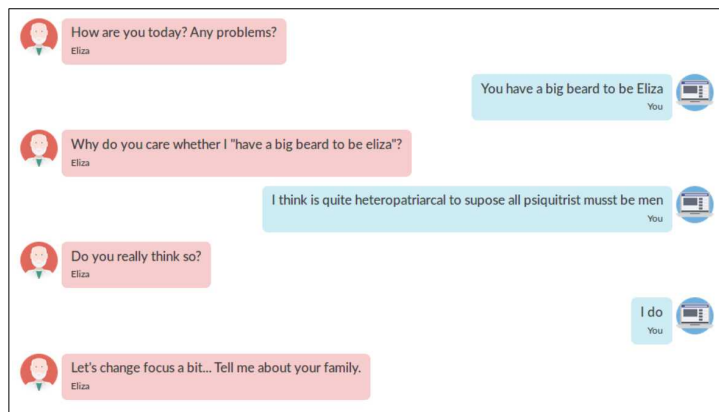 How are you today? Any problems?
Eliza
You have a big beard to be Eliza
You
Why do you care whether I "have a big beard to be eliza"?
Eliza
I think is quite heteropatriarcal to supose all psiquitrist musst be men
You
Do you really think so?
Eliza
I do
You
Let's change focus a bit... Tell me about your family.
Eliza